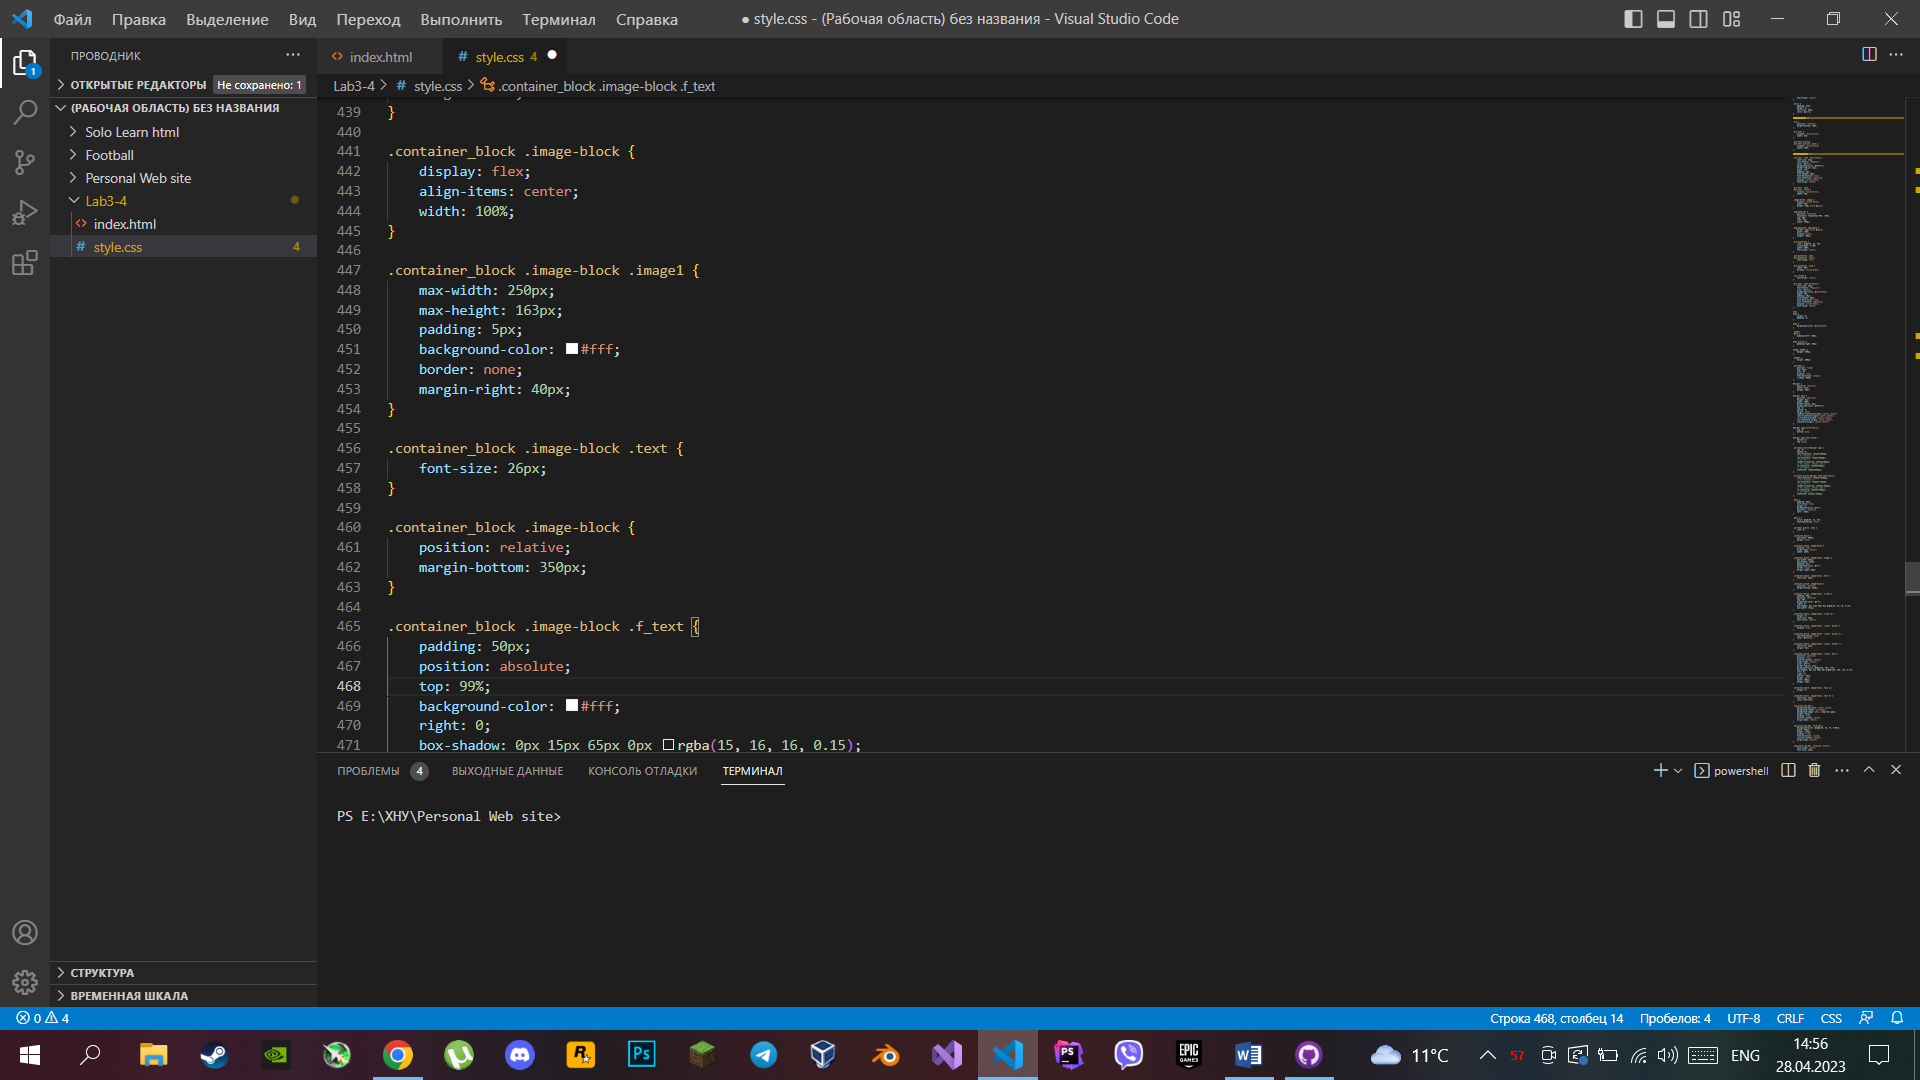 Файл Правка Выделение Вид Переход Выполнить Терминал Справка
● style.css - (Рабочая область) без названия - Visual Studio Code
ПРОВОДНИК
ОТКРЫТЫЕ РЕДАКТОРЫ Не сохранено: 1
(РАБОЧАЯ ОБЛАСТЬ) БЕЗ НАЗВАНИЯ
Solo Learn html
Football
Personal Web site
Lab3-4
index.html
style.css 4
СТРУКТУРА
ВРЕМЕННАЯ ШКАЛА
1
index.html
# style.css 4
Lab3-4 > # style.css > .container_block .image-block .f_text
439 }
440
441 .container_block .image-block {
442 display: flex;
443 align-items: center;
444 width: 100%;
445 }
446
447 .container_block .image-block .image1 {
448 max-width: 250px;
449 max-height: 163px;
450 padding: 5px;
451 background-color: #fff;
452 border: none;
453 margin-right: 40px;
454 }
455
456 .container_block .image-block .text {
457 font-size: 26px;
458 }
459
460 .container_block .image-block {
461 position: relative;
462 margin-bottom: 350px;
463 }
464
465 .container_block .image-block .f_text {
466 padding: 50px;
467 position: absolute;
468 top: 99%;
469 background-color: #fff;
470 right: 0;
471 box-shadow: 0px 15px 65px 0px rgba(15, 16, 16, 0.15);
ПРОБЛЕМЫ 4 ВЫХОДНЫЕ ДАННЫЕ КОНСОЛЬ ОТЛАДКИ ТЕРМИНАЛ
powershell
PS E:\ХНУ\Personal Web site>
0 4
Строка 468, столбец 14 Пробелов: 4 UTF-8 CRLF CSS
Ps
PS
EPIC GAMES
11°C
57
ENG
14:56
28.04.2023